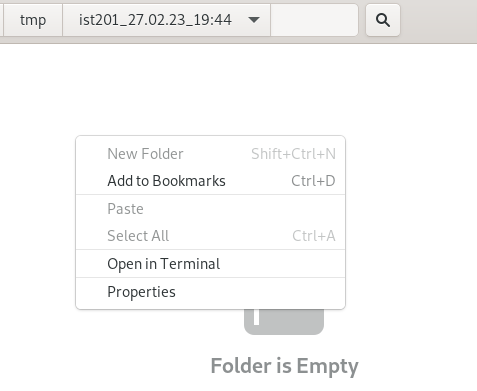 tmp
ist201_27.02.23_19:44
New Folder Shift+Ctrl+N
Add to Bookmarks Ctrl+D
Paste
Select All Ctrl+A
Open in Terminal
Properties
Folder is Empty